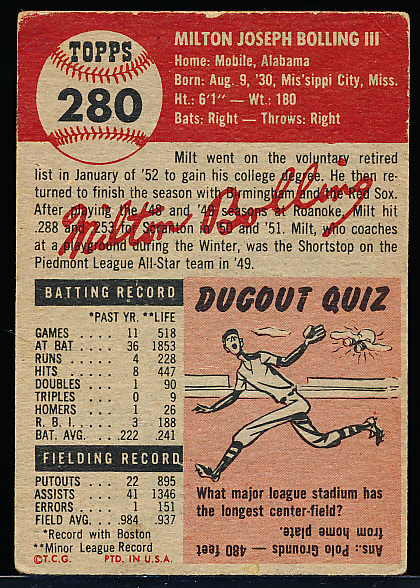 TOPPS
280
MILTON JOSEPH BOLLING III
Home: Mobile, Alabama
Born: Aug. 9, '30, Mis'sippi City, Miss.
Ht.: 6'1" — Wt.: 180
Bats: Right — Throws: Right
Milt went on the voluntary retired
list in January of '52 to gain his college degree. He then re-
turned to finish the season with Birmingham and the Red Sox.
After playing the '48 and '49 seasons at Roanoke, Milt hit
.288 and .253 for Scranton in '50 and '51. Milt, who coaches
at a playground during the Winter, was the Shortstop on the
Piedmont League All-Star team in '49.
Milton Bolling
BATTING RECORD
*PAST YR. **LIFE
GAMES 11 518
AT BAT 36 1853
RUNS 4 228
HITS 8 447
DOUBLES 1 90
TRIPLES 0 9
HOMERS 1 26
R. B. I. 3 188
BAT. AVG. .222 .241
FIELDING RECORD
PUTOUTS 22 895
ASSISTS 41 1346
ERRORS 1 151
FIELD AVG. .984 .937
*Record with Boston
**Minor League Record
©T.C.G. PTD. IN U.S.A.
DUGOUT QUIZ
What major league stadium has
the longest center-field?
Ans.: Polo Grounds — 480 feet
from home plate.